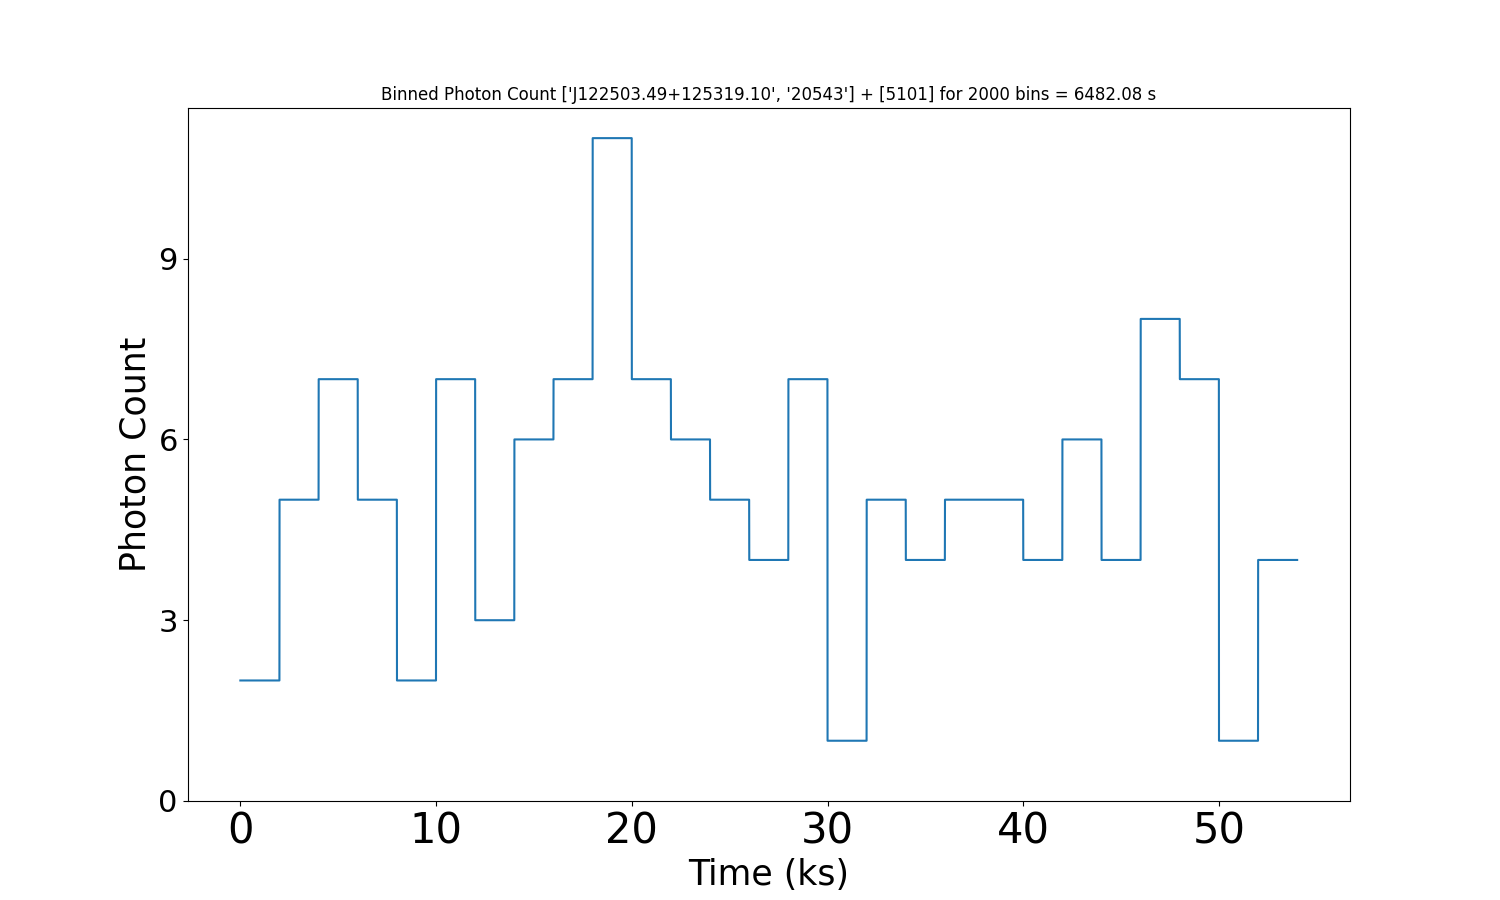 Binned Photon Count ['J122503.49+125319.10', '20543'] + [5101] for 2000 bins = 6482.08 s
Photon Count
9
6
3
0
0 10 20 30 40 50
Time (ks)